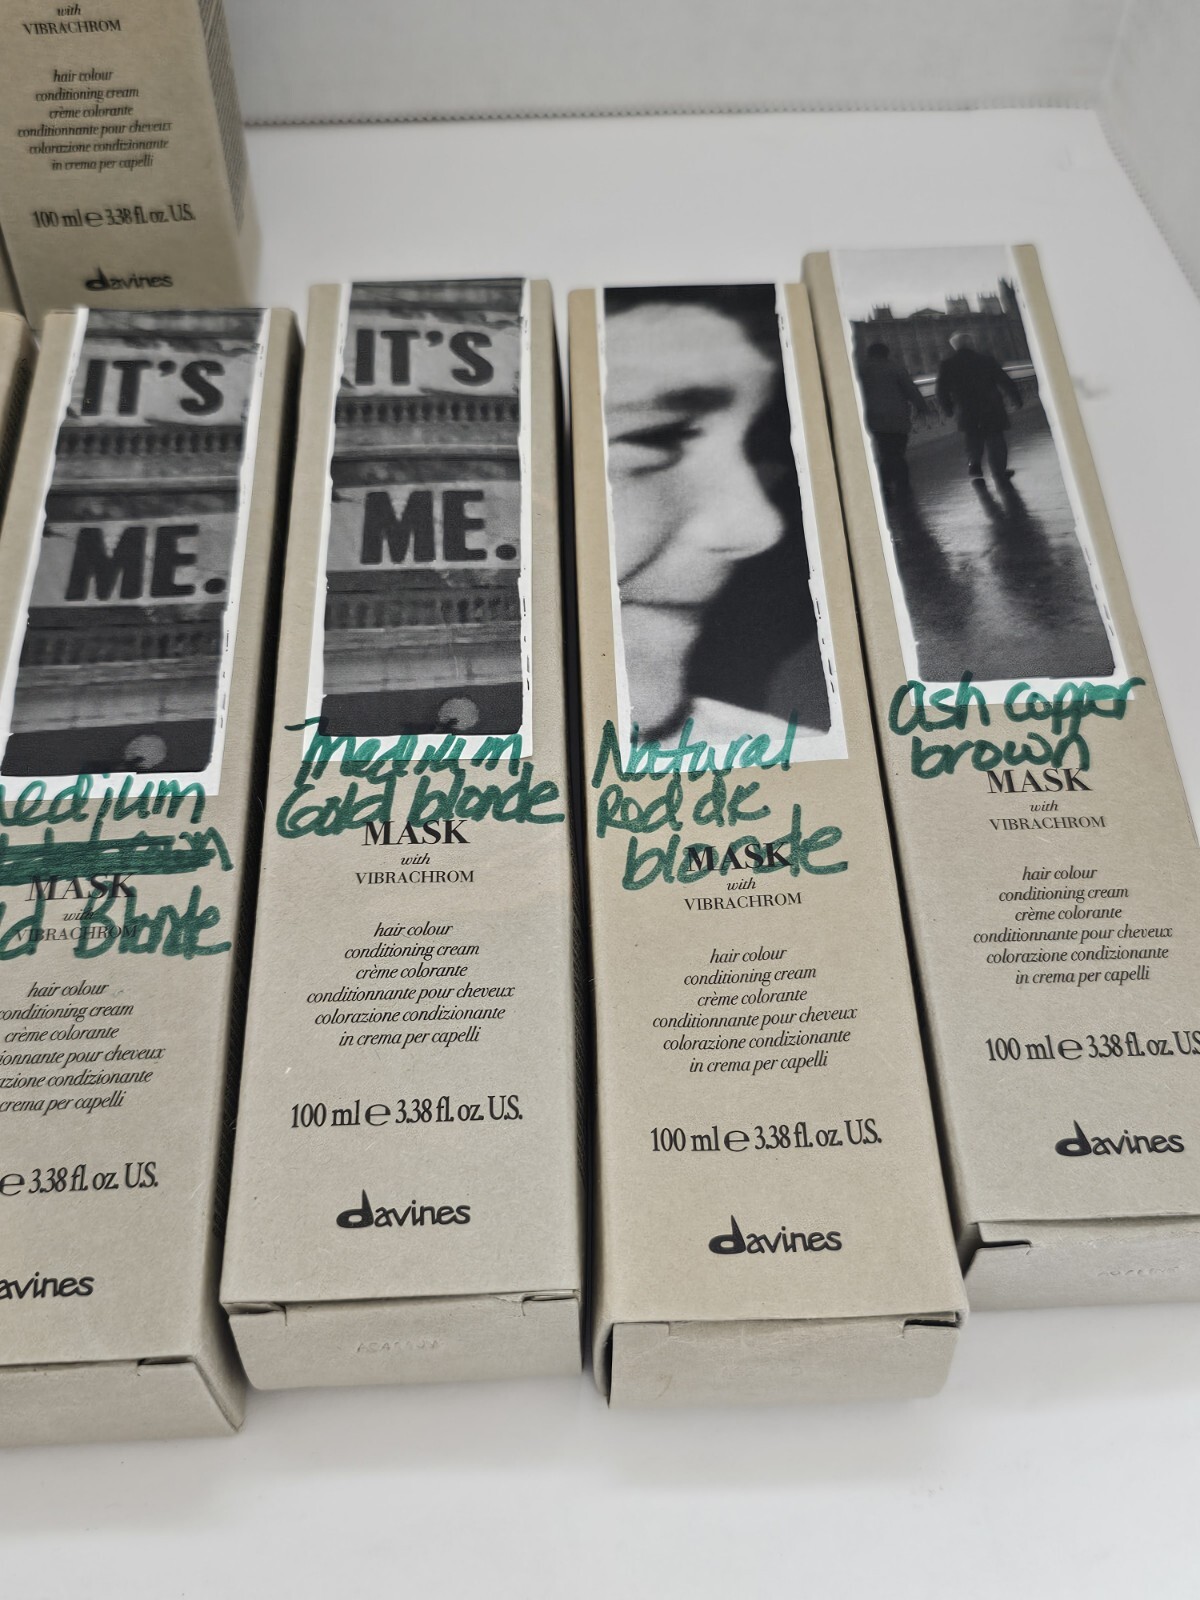 with
VIBRACHROM
hair colour
conditioning cream
crème colorante
conditionnante pour cheveux
colorazione condizionante
in crema per capelli
100 ml e 3.38 fl. oz. U.S.
davines
IT'S
ME.
medium
MASK
with
VIBRACHROM
ld Blonde
hair colour
conditioning cream
crème colorante
ionnante pour cheveux
azione condizionante
crema per capelli
e 3.38 fl. oz. U.S.
avines
IT'S
ME.
medium
Gold blonde
MASK
with
VIBRACHROM
hair colour
conditioning cream
crème colorante
conditionnante pour cheveux
colorazione condizionante
in crema per capelli
100 ml e 3.38 fl. oz. U.S.
davines
Natural
Red dk
blonde
MASK
with
VIBRACHROM
hair colour
conditioning cream
crème colorante
conditionnante pour cheveux
colorazione condizionante
in crema per capelli
100 ml e 3.38 fl. oz. U.S.
davines
ash copper
brown
MASK
with
VIBRACHROM
hair colour
conditioning cream
crème colorante
conditionnante pour cheveux
colorazione condizionante
in crema per capelli
100 ml e 3.38 fl. oz. U.S
davines